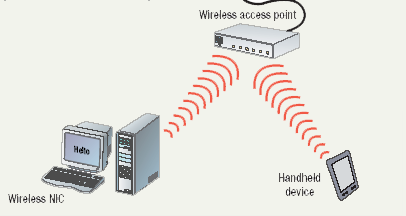 Wireless access point
Hello
Handheld
device
Wireless NIC